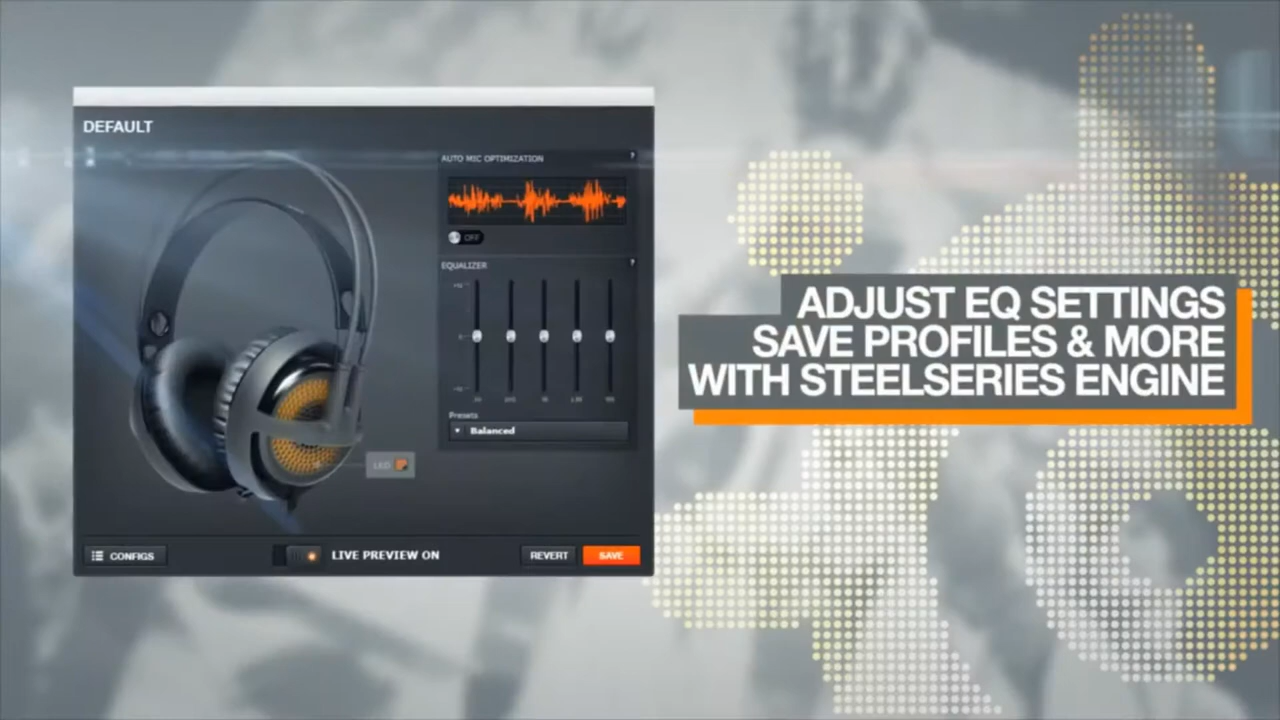 DEFAULT
AUTO MIC OPTIMIZATION
?
OFF
EQUALIZER
?
Presets
Balanced
LED
CONFIGS
LIVE PREVIEW ON
REVERT
SAVE
ADJUST EQ SETTINGS
SAVE PROFILES & MORE
WITH STEELSERIES ENGINE